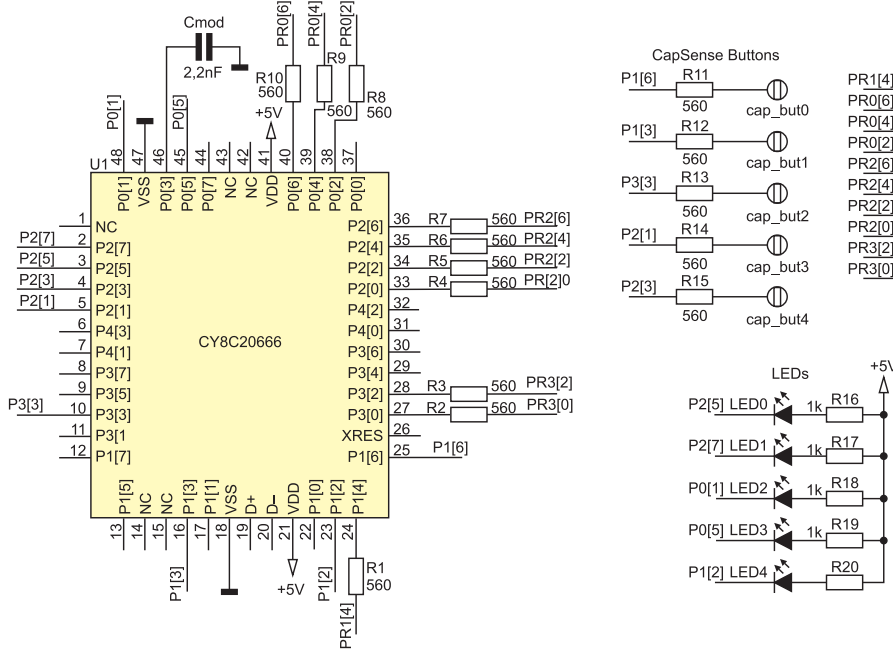 Cmod
2,2nF
PR0[6]
PR0[4]
PR0[2]
R10
560
R9
560
R8
560
+5V
P0[1]
P0[5]
U1
48
47
46
45
44
43
42
41
40
39
38
37
P0[1]
VSS
P0[3]
P0[5]
P0[7]
NC
NC
VDD
P0[6]
P0[4]
P0[2]
P0[0]
1 NC
P2[7] 2 P2[7]
P2[5] 3 P2[5]
P2[3] 4 P2[3]
P2[1] 5 P2[1]
6 P4[3]
7 P4[1]
8 P3[7]
9 P3[5]
P3[3] 10 P3[3]
11 P3[1
12 P1[7]
CY8C20666
P2[6] 36 R7 560 PR2[6]
P2[4] 35 R6 560 PR2[4]
P2[2] 34 R5 560 PR2[2]
P2[0] 33 R4 560 PR[2]0
P4[2] 32
P4[0] 31
P3[6] 30
P3[4] 29
P3[2] 28 R3 560 PR3[2]
P3[0] 27 R2 560 PR3[0]
XRES 26
P1[6] 25 P1[6]
P1[5]
NC
NC
P1[3]
P1[1]
VSS
D+
D–
VDD
P1[0]
P1[2]
P1[4]
13
14
15
16
17
18
19
20
21
22
23
24
P1[3]
+5V
P1[2]
R1
560
PR1[4]
CapSense Buttons
P1[6] R11
560 cap_but0
P1[3] R12
560 cap_but1
P3[3] R13
560 cap_but2
P2[1] R14
560 cap_but3
P2[3] R15
560 cap_but4
PR1[4]
PR0[6]
PR0[4]
PR0[2]
PR2[6]
PR2[4]
PR2[2]
PR2[0]
PR3[2]
PR3[0]
LEDs
+5V
P2[5] LED0 1k R16
P2[7] LED1 1k R17
P0[1] LED2 1k R18
P0[5] LED3 1k R19
P1[2] LED4 R20